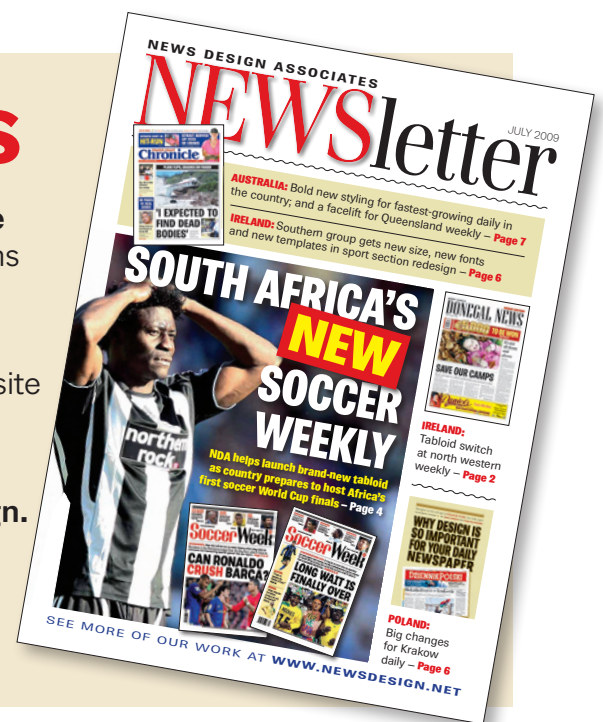 s
e
ns
site
gn.
NEWS DESIGN ASSOCIATES
NEWSletter
JULY 2009
Chronicle
'I EXPECTED TO
FIND DEAD
BODIES'
AUSTRALIA: Bold new styling for fastest-growing daily in
the country; and a facelift for Queensland weekly – Page 7
IRELAND: Southern group gets new size, new fonts
and new templates in sport section redesign – Page 6
SOUTH AFRICA'S
NEW
SOCCER
WEEKLY
NDA helps launch brand-new tabloid
as country prepares to host Africa's
first soccer World Cup finals – Page 4
northern
rock.
SoccerWeek
CAN RONALDO
CRUSH BARCA?
SoccerWeek
LONG WAIT IS
FINALLY OVER
DONEGAL NEWS
SAVE OUR CAMPS
IRELAND:
Tabloid switch
at north western
weekly – Page 2
WHY DESIGN IS
SO IMPORTANT
FOR YOUR DAILY
NEWSPAPER
DZIENNIK POLSKI
POLAND:
Big changes
for Krakow
daily – Page 6
SEE MORE OF OUR WORK AT WWW.NEWSDESIGN.NET